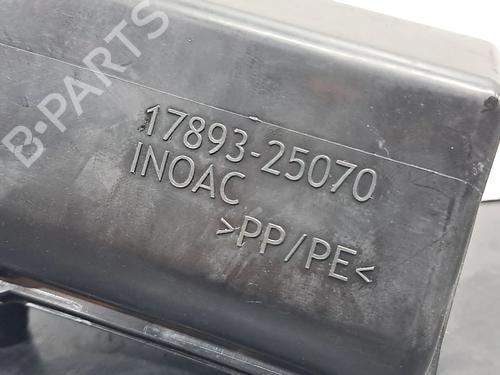 B-PARTS
17893-25070
INOAC
>PP/PE<